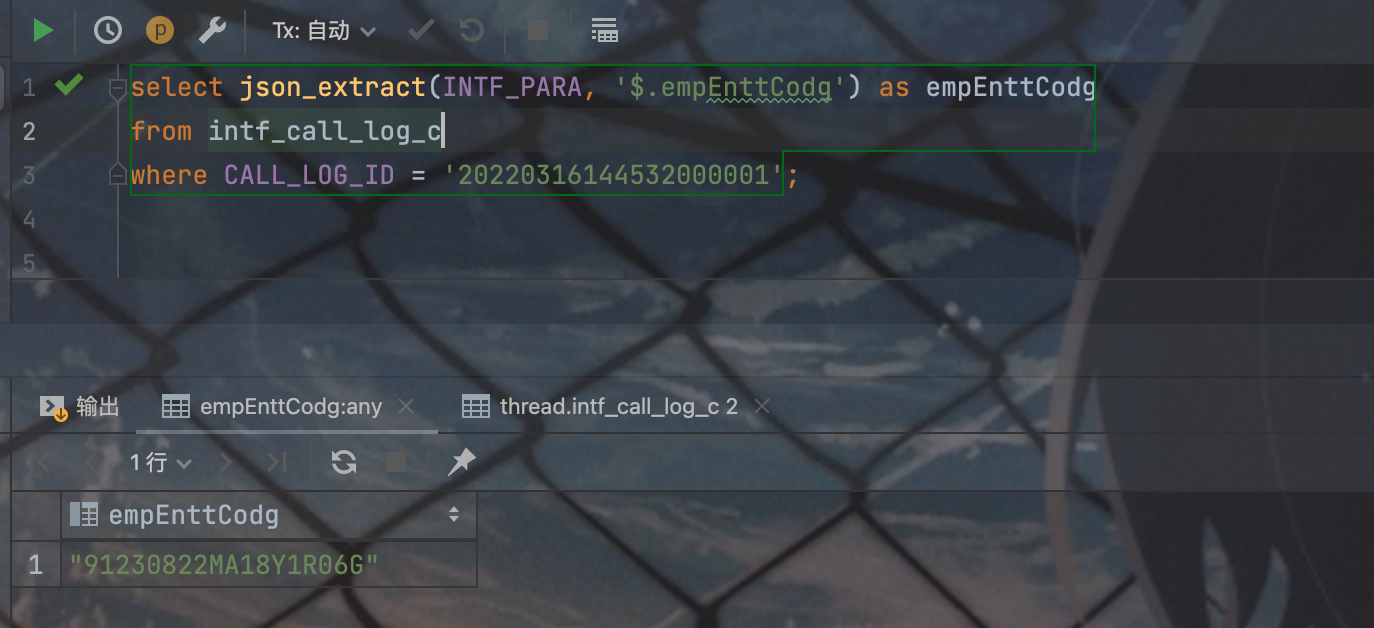 p Tx: 自动
1 select json_extract(INTF_PARA, '$.empEnttCodg') as empEnttCodg
2 from intf_call_log_c
3 where CALL_LOG_ID = '20220316144532000001';
4
5
输出 empEnttCodg:any thread.intf_call_log_c 2
1 行
empEnttCodg
1 "91230822MA18Y1R06G"